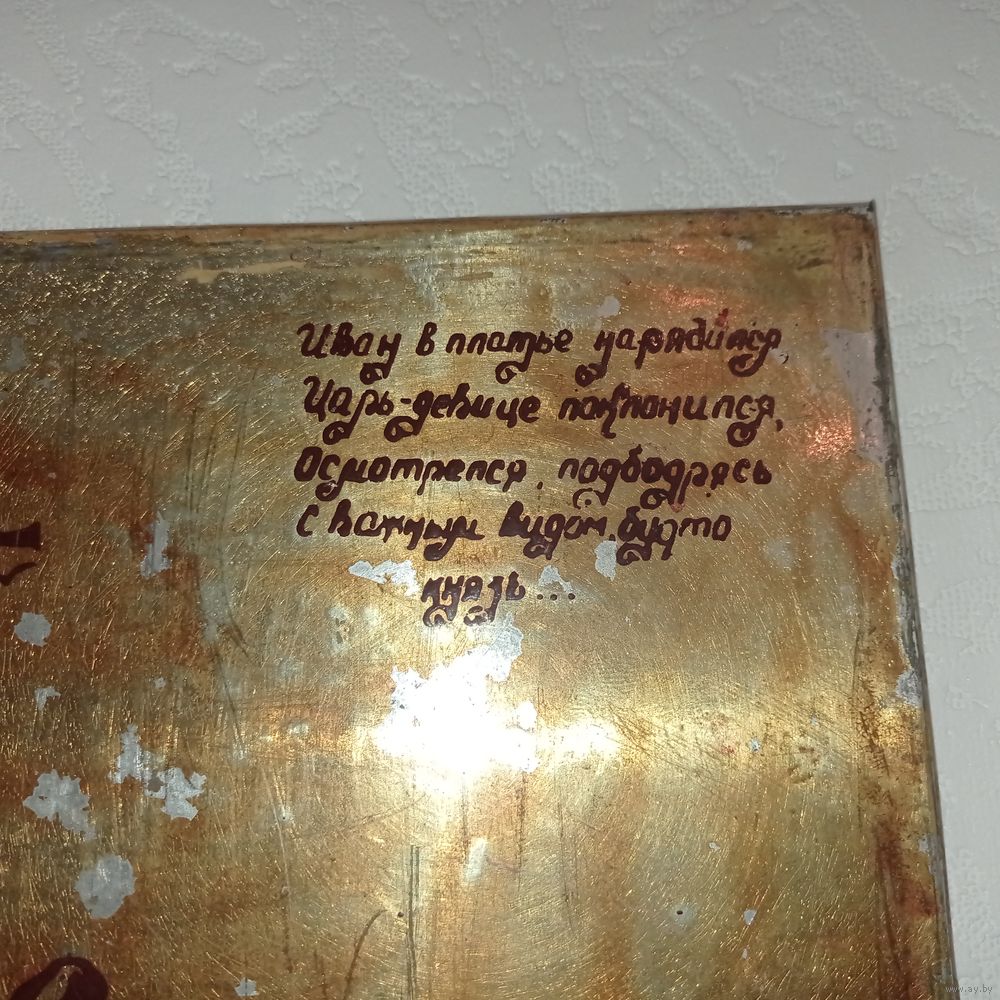 Иван в платье нарядился
Царь-девице поклонился,
Осмотрелся, подбодрясь
С важным видом, будто
князь...
www.ay.by